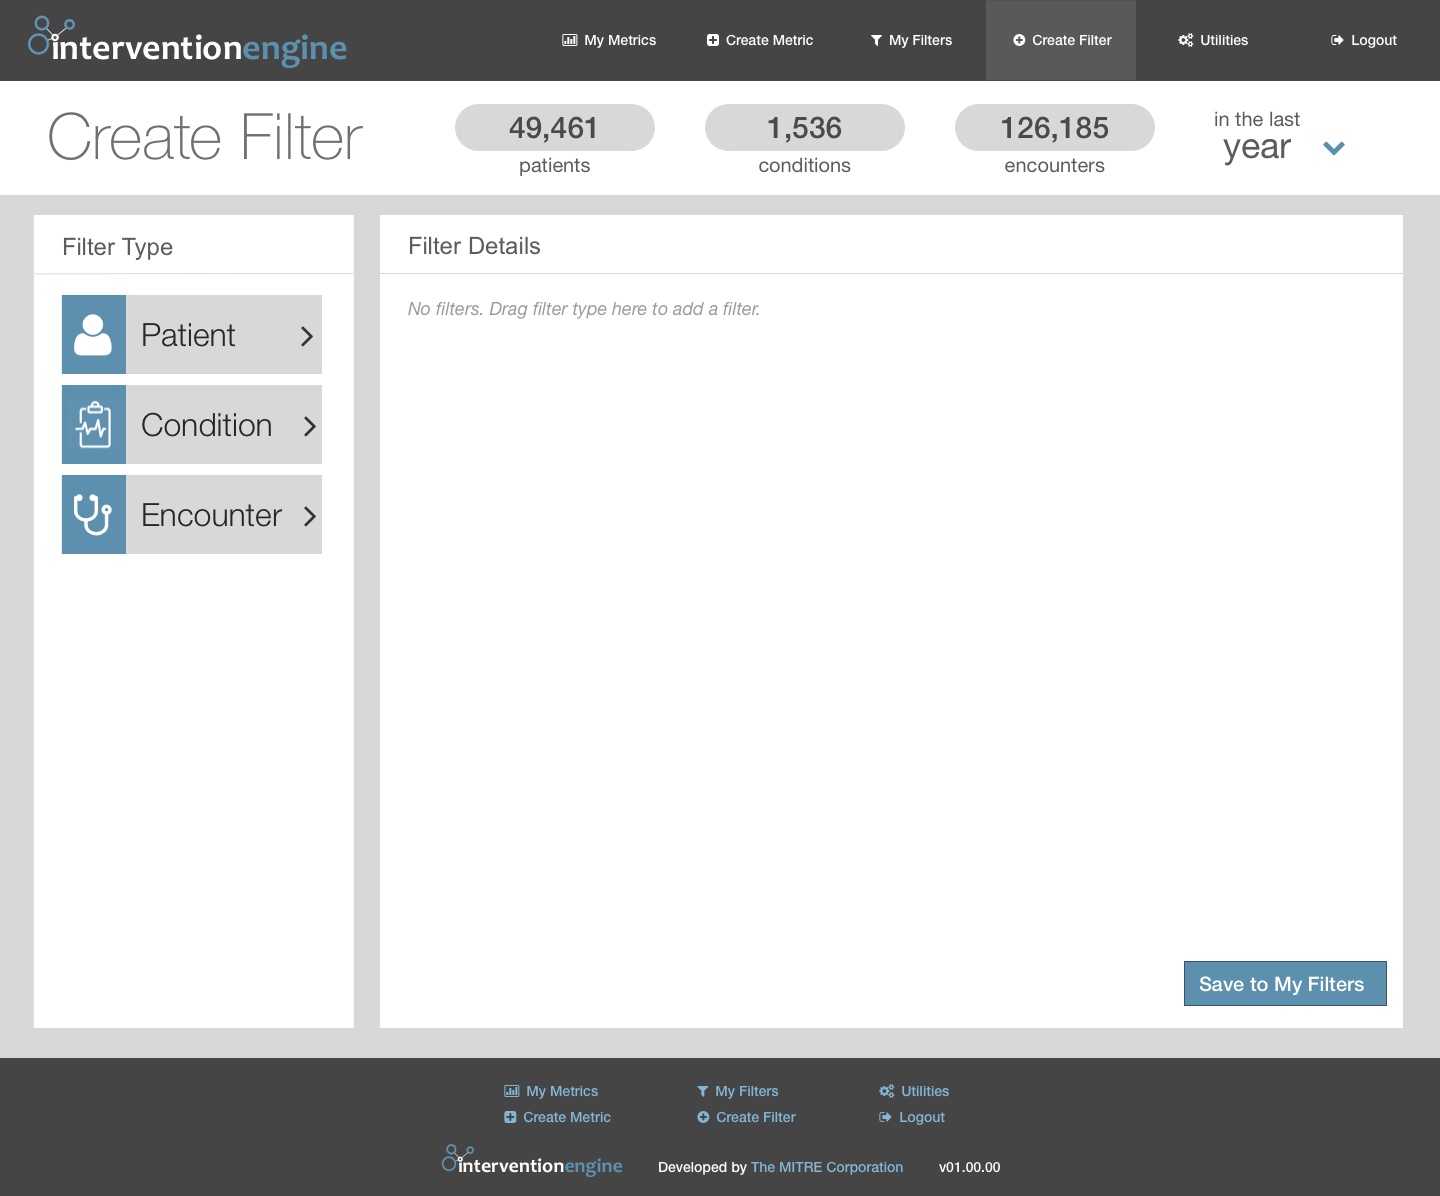 interventionengine
My Metrics
Create Metric
My Filters
Create Filter
Utilities
Logout
Create Filter
49,461
patients
1,536
conditions
126,185
encounters
in the last
year
Filter Type
Patient
Condition
Encounter
Filter Details
No filters. Drag filter type here to add a filter.
Save to My Filters
My Metrics
My Filters
Utilities
Create Metric
Create Filter
Logout
interventionengine
Developed by The MITRE Corporation
v01.00.00